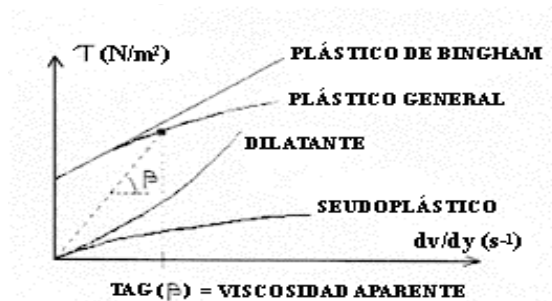 τ (N/m²)
PLÁSTICO DE BINGHAM
PLÁSTICO GENERAL
DILATANTE
β
SEUDOPLÁSTICO
dv/dy (s-¹)
TAG(β) = VISCOSIDAD APARENTE